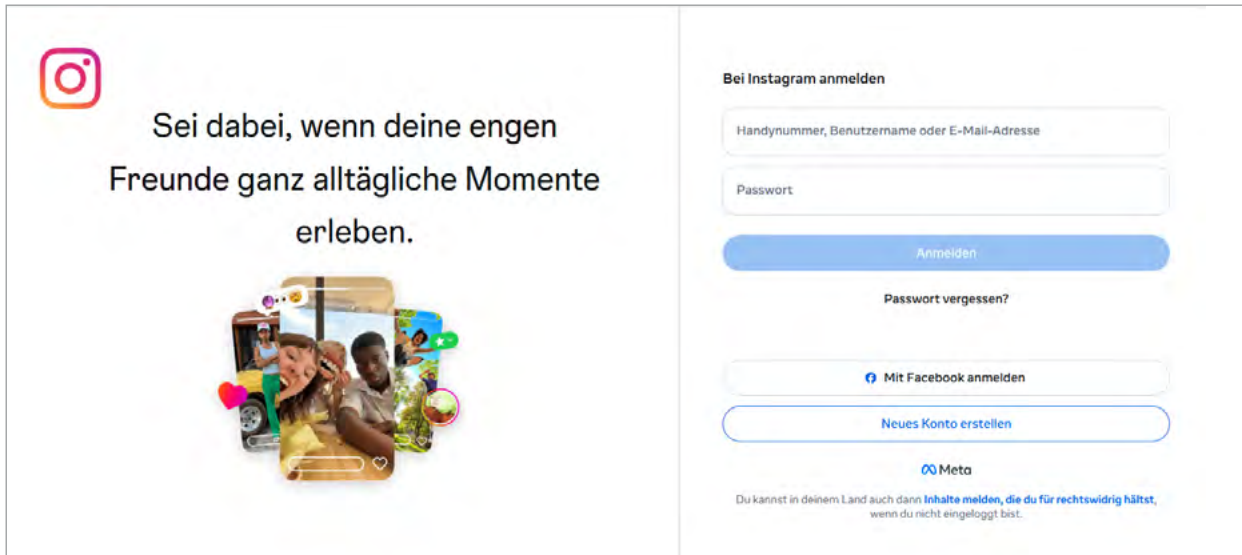 Sei dabei, wenn deine engen
Freunde ganz alltägliche Momente
erleben.
Bei Instagram anmelden
Handynummer, Benutzername oder E-Mail-Adresse
Passwort
Anmelden
Passwort vergessen?
Mit Facebook anmelden
Neues Konto erstellen
Meta
Du kannst in deinem Land auch dann Inhalte melden, die du für rechtswidrig hältst,
wenn du nicht eingeloggt bist.